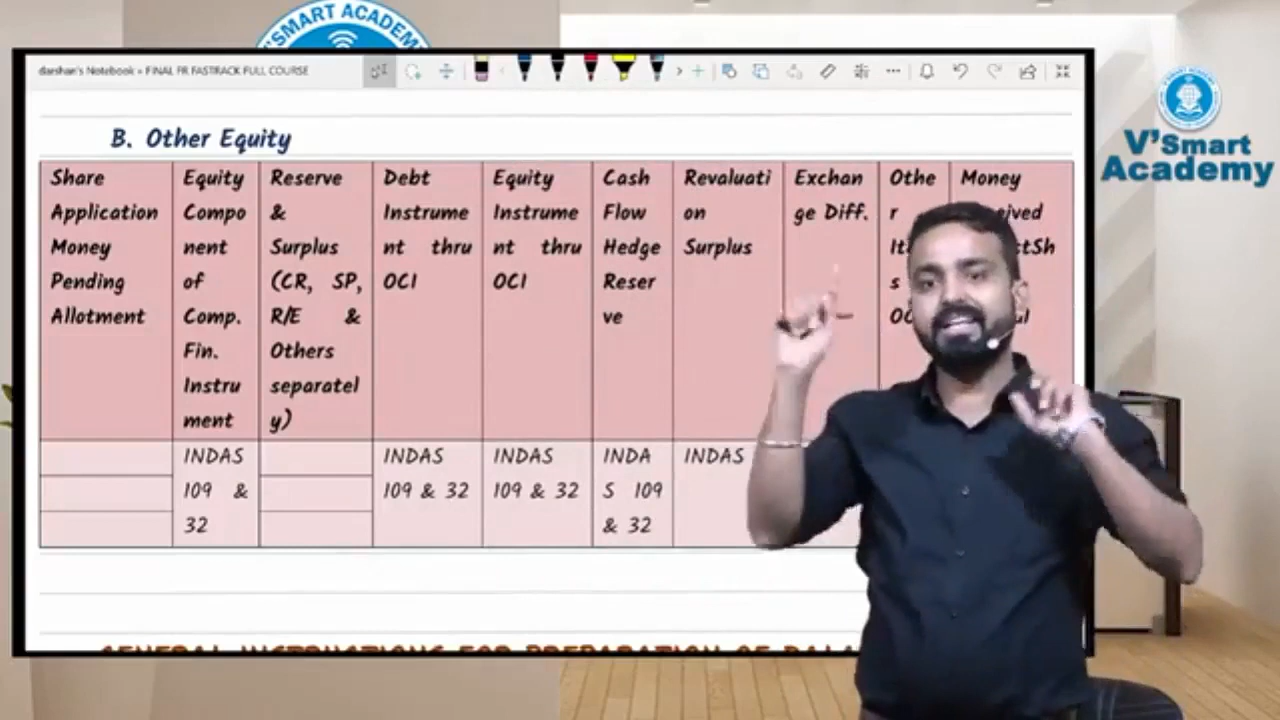 V'SMART ACADEMY
darshan's Notebook » FINAL FR FASTRACK FULL COURSE
V'Smart
Academy
B. Other Equity
Share
Application
Money
Pending
Allotment
Equity
Compo
nent
of
Comp.
Fin.
Instru
ment
Reserve
&
Surplus
(CR, SP,
R/E &
Others
separatel
y)
Debt
Instrume
nt thru
OCI
Equity
Instrume
nt thru
OCI
Cash
Flow
Hedge
Reser
ve
Revaluati
on
Surplus
Exchan
ge Diff.
Othe
r
s
Money
INDAS
109 &
32
INDAS
109 & 32
INDAS
109 & 32
INDA
S 109
& 32
INDAS